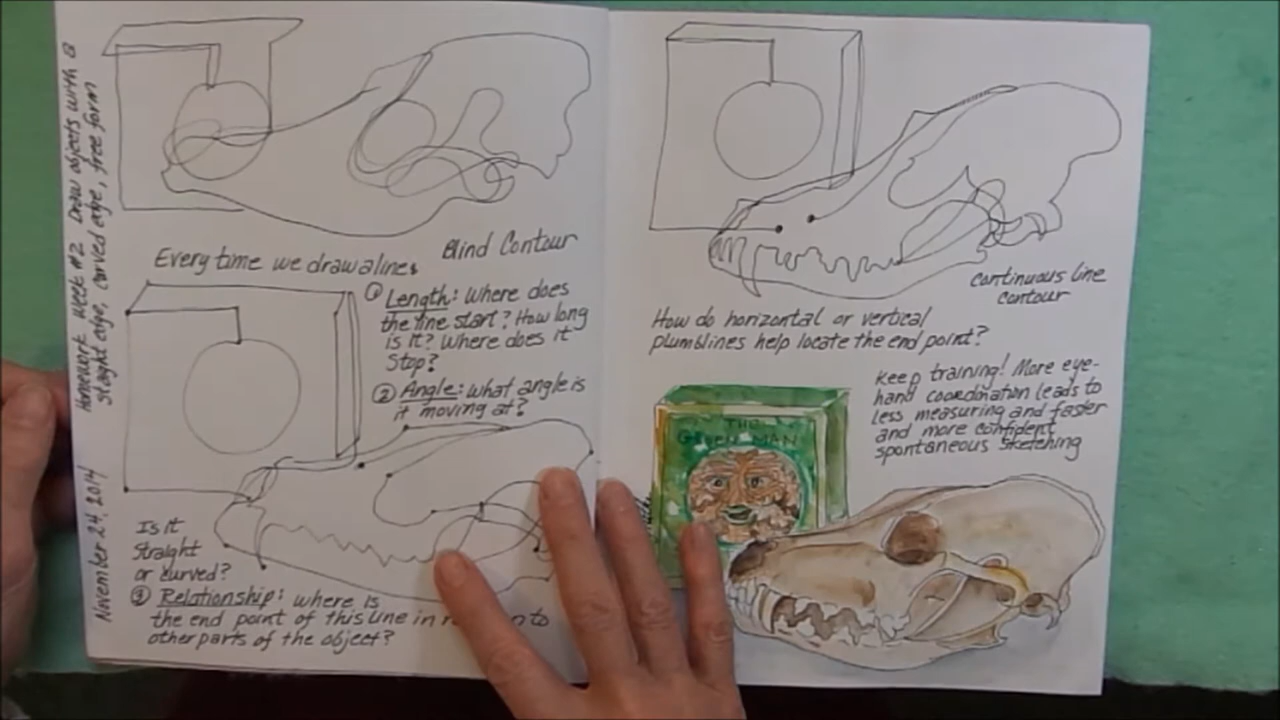 Homework Week #2 Draw objects with a
straight edge, curved edge, free form
November 24, 2014
Blind Contour
Every time we draw a line:
① Length: Where does
the line start? How long
is it? Where does it
stop?
② Angle: What angle is
it moving at?
Is it
straight
or curved?
③ Relationship: where is
the end point of this line in to
other parts of the object?
Continuous line
contour
How do horizontal or vertical
plumblines help locate the end point?
Keep training! More eye-
hand coordination leads to
less measuring and faster
and more confident
spontaneous sketching
THE
GREEN MAN